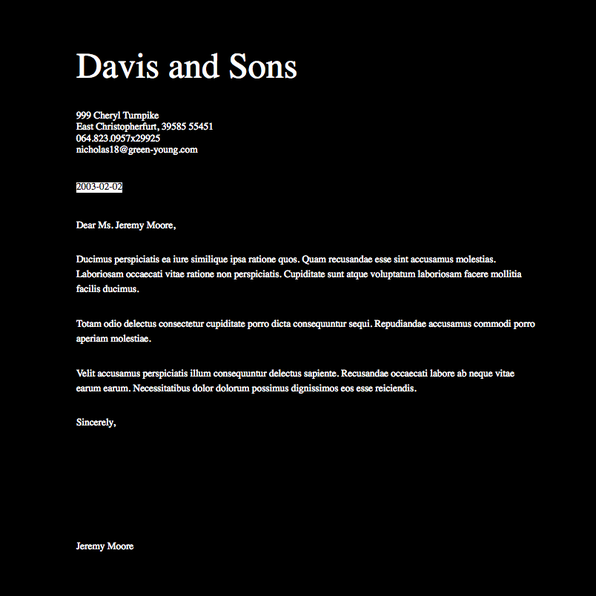 Davis and Sons
999 Cheryl Turnpike
East Christopherfurt, 39585 55451
064.823.0957x29925
nicholas18@green-young.com
2003-02-02
Dear Ms. Jeremy Moore,
Ducimus perspiciatis ea iure similique ipsa ratione quos. Quam recusandae esse sint accusamus molestias.
Laboriosam occaecati vitae ratione non perspiciatis. Cupiditate sunt atque voluptatum laboriosam facere mollitia
facilis ducimus.
Totam odio delectus consectetur cupiditate porro dicta consequuntur sequi. Repudiandae accusamus commodi porro
aperiam molestiae.
Velit accusamus perspiciatis illum consequuntur delectus sapiente. Recusandae occaecati labore ab neque vitae
earum earum. Necessitatibus dolor dolorum possimus dignissimos eos esse reiciendis.
Sincerely,
Jeremy Moore